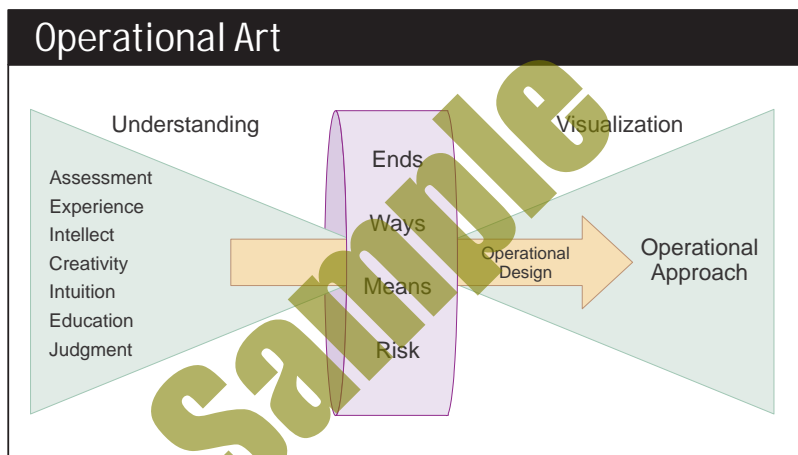 Operational Art
Understanding
Visualization
Assessment
Experience
Intellect
Creativity
Intuition
Education
Judgment
Ends
Ways
Means
Risk
Operational
Design
Operational
Approach
Sample